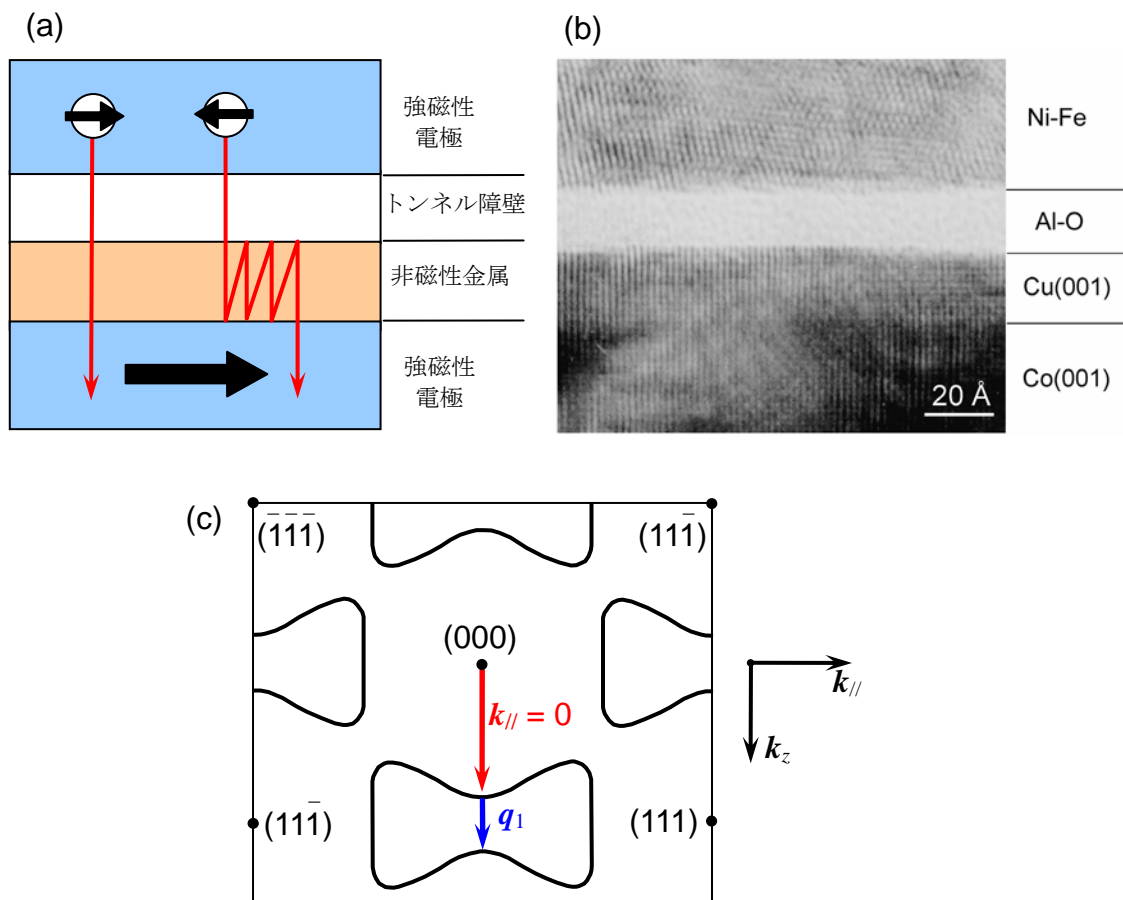 (a)
強磁性
電極
トンネル障壁
非磁性金属
強磁性
電極
(b)
Ni-Fe
Al-O
Cu(001)
Co(001)
20 Å
(c)
(1̅1̅1̅)
(111̅)
(000)
k// = 0
k//
kz
q1
(111̅)
(111)